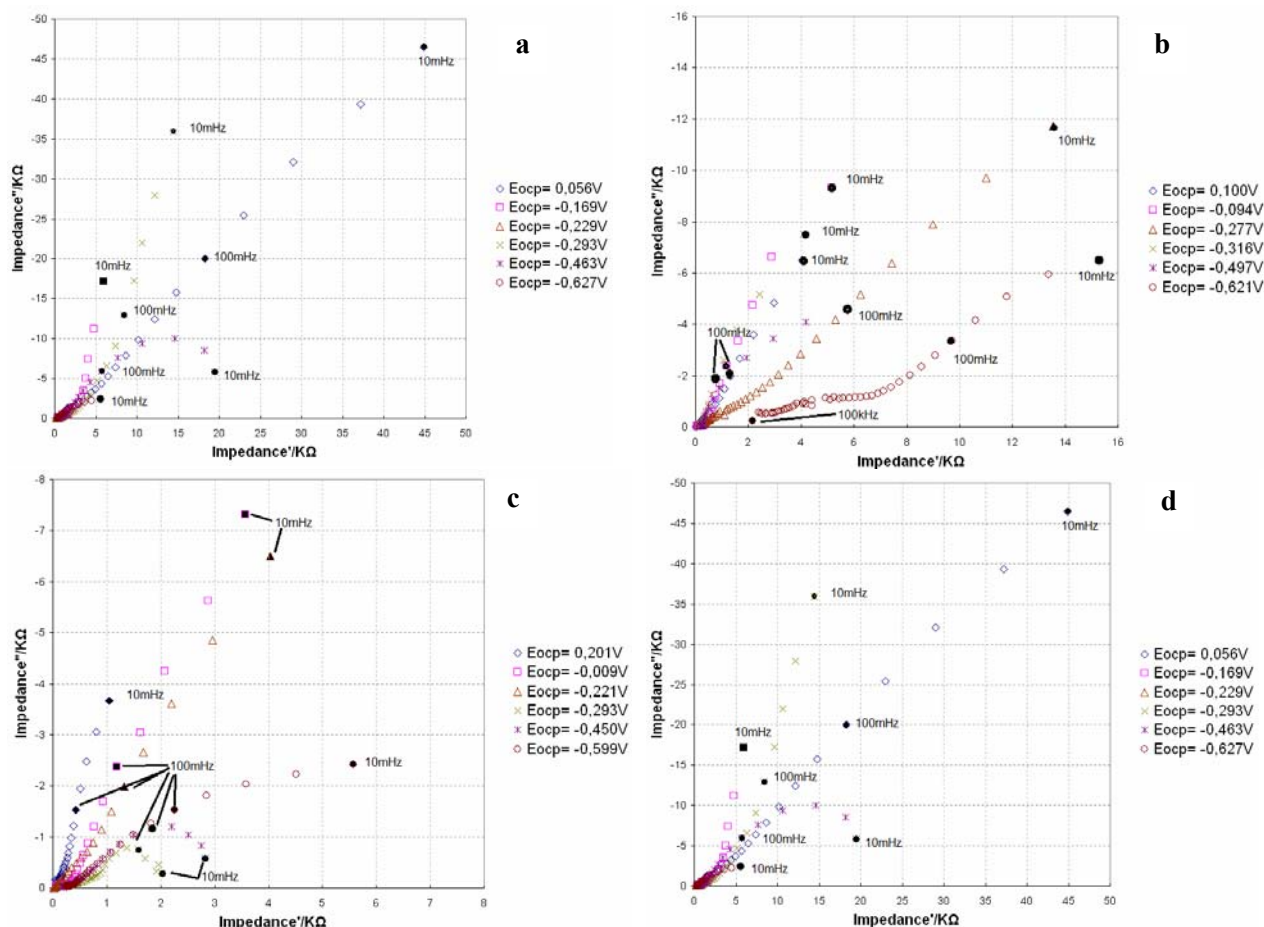 a
-50
-45
-40
-35
-30
-25
-20
-15
-10
-5
0
Impedance''/KΩ
0 5 10 15 20 25 30 35 40 45 50
Impedance'/KΩ
10mHz
10mHz
100mHz
10mHz
100mHz
100mHz
10mHz
10mHz
Eocp= 0,056V
Eocp= -0,169V
Eocp= -0,229V
Eocp= -0,293V
Eocp= -0,463V
Eocp= -0,627V
b
-16
-14
-12
-10
-8
-6
-4
-2
0
Impedance''/KΩ
0 2 4 6 8 10 12 14 16
Impedance'/KΩ
10mHz
10mHz
10mHz
10mHz
10mHz
100mHz
100mHz
100mHz
100kHz
Eocp= 0,100V
Eocp= -0,094V
Eocp= -0,277V
Eocp= -0,316V
Eocp= -0,497V
Eocp= -0,621V
c
-8
-7
-6
-5
-4
-3
-2
-1
0
Impedance''/KΩ
0 1 2 3 4 5 6 7 8
Impedance'/KΩ
10mHz
10mHz
100mHz
10mHz
10mHz
Eocp= 0,201V
Eocp= -0,009V
Eocp= -0,221V
Eocp= -0,293V
Eocp= -0,450V
Eocp= -0,599V
d
-50
-45
-40
-35
-30
-25
-20
-15
-10
-5
0
Impedance''/KΩ
0 5 10 15 20 25 30 35 40 45 50
Impedance'/KΩ
10mHz
10mHz
100mHz
10mHz
100mHz
100mHz
10mHz
10mHz
Eocp= 0,056V
Eocp= -0,169V
Eocp= -0,229V
Eocp= -0,293V
Eocp= -0,463V
Eocp= -0,627V